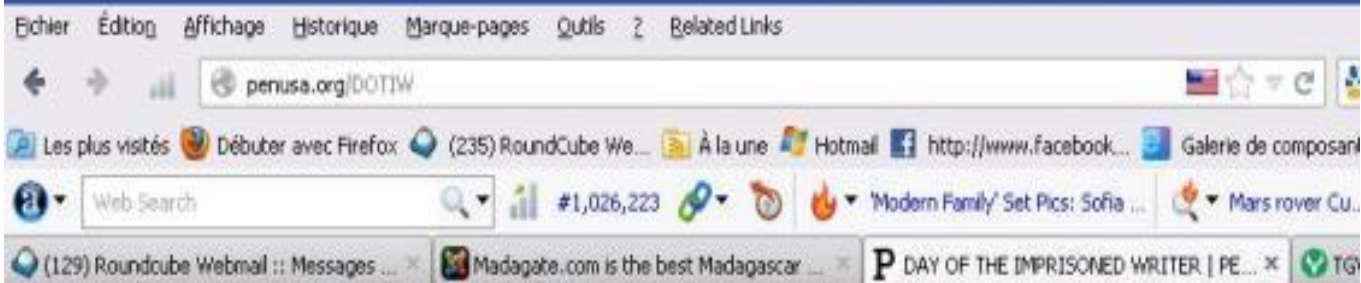 Fichier Édition Affichage Historique Marque-pages Outils ? Related Links
penusa.org/DOTIW
Les plus visités Débuter avec Firefox (235) RoundCube We... À la une Hotmail http://www.facebook... Galerie de composan
Web Search #1,026,223 'Modern Family' Set Pics: Sofia ... Mars rover Cu...
(129) Roundcube Webmail :: Messages ... Madagate.com is the best Madagascar ... P DAY OF THE IMPRISONED WRITER | PE... TGV